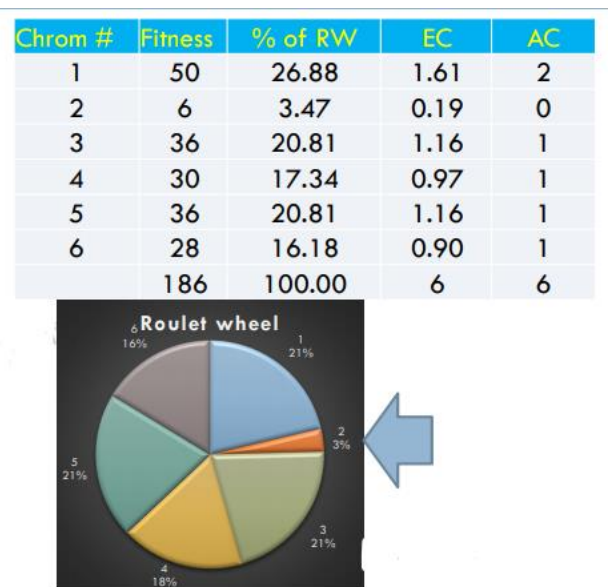 Chrom # Fitness % of RW EC AC
1 50 26.88 1.61 2
2 6 3.47 0.19 0
3 36 20.81 1.16 1
4 30 17.34 0.97 1
5 36 20.81 1.16 1
6 28 16.18 0.90 1
186 100.00 6 6
Roulet wheel
6
16%
1
21%
2
3%
5
21%
3
21%
4
18%